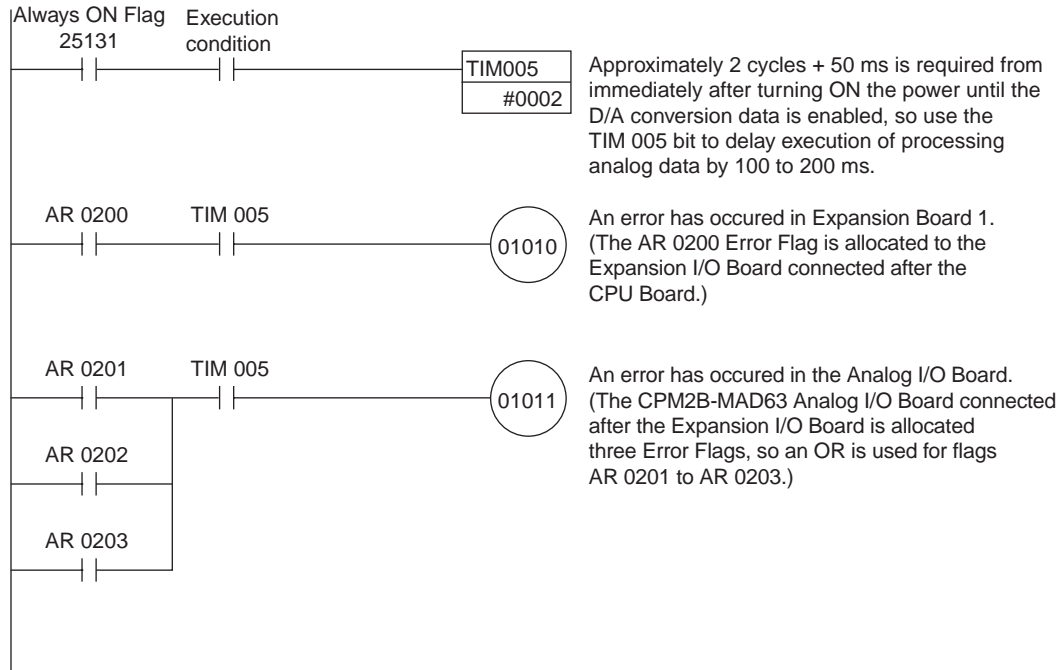 Always ON Flag
25131
Execution
condition
TIM005
#0002
Approximately 2 cycles + 50 ms is required from
immediately after turning ON the power until the
D/A conversion data is enabled, so use the
TIM 005 bit to delay execution of processing
analog data by 100 to 200 ms.
AR 0200
TIM 005
01010
An error has occured in Expansion Board 1.
(The AR 0200 Error Flag is allocated to the
Expansion I/O Board connected after the
CPU Board.)
AR 0201
TIM 005
01011
An error has occured in the Analog I/O Board.
(The CPM2B-MAD63 Analog I/O Board connected
after the Expansion I/O Board is allocated
three Error Flags, so an OR is used for flags
AR 0201 to AR 0203.)
AR 0202
AR 0203